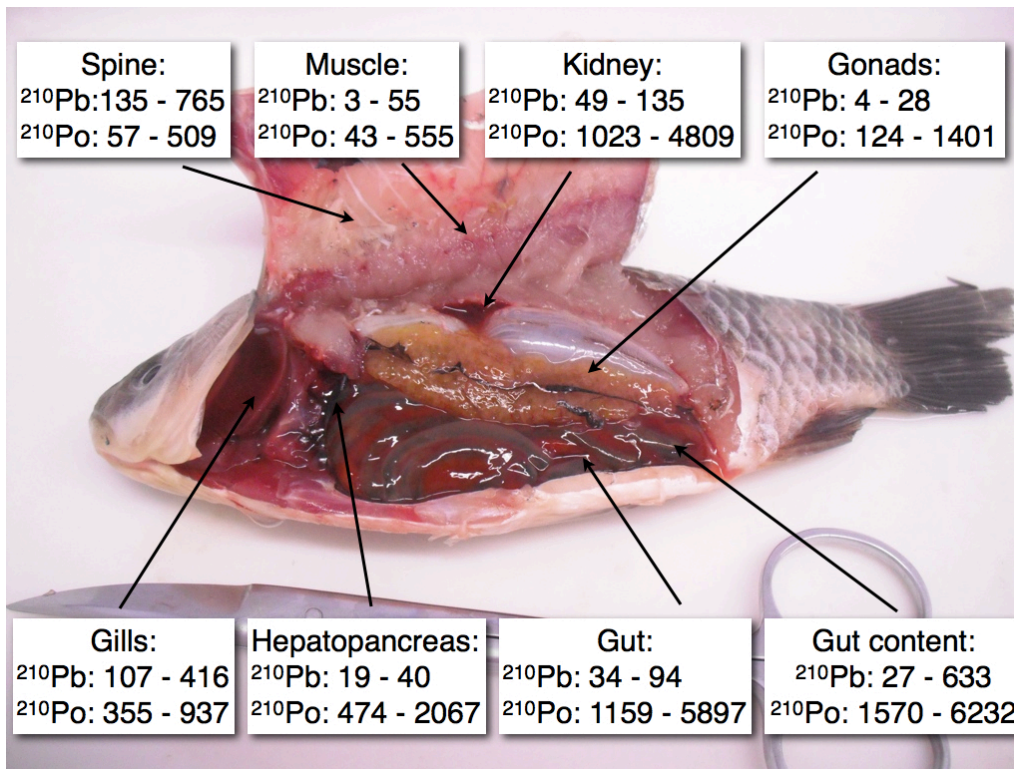 Spine:
²¹⁰Pb:135 - 765
²¹⁰Po: 57 - 509
Muscle:
²¹⁰Pb: 3 - 55
²¹⁰Po: 43 - 555
Kidney:
²¹⁰Pb: 49 - 135
²¹⁰Po: 1023 - 4809
Gonads:
²¹⁰Pb: 4 - 28
²¹⁰Po: 124 - 1401
Gills:
²¹⁰Pb: 107 - 416
²¹⁰Po: 355 - 937
Hepatopancreas:
²¹⁰Pb: 19 - 40
²¹⁰Po: 474 - 2067
Gut:
²¹⁰Pb: 34 - 94
²¹⁰Po: 1159 - 5897
Gut content:
²¹⁰Pb: 27 - 633
²¹⁰Po: 1570 - 6232